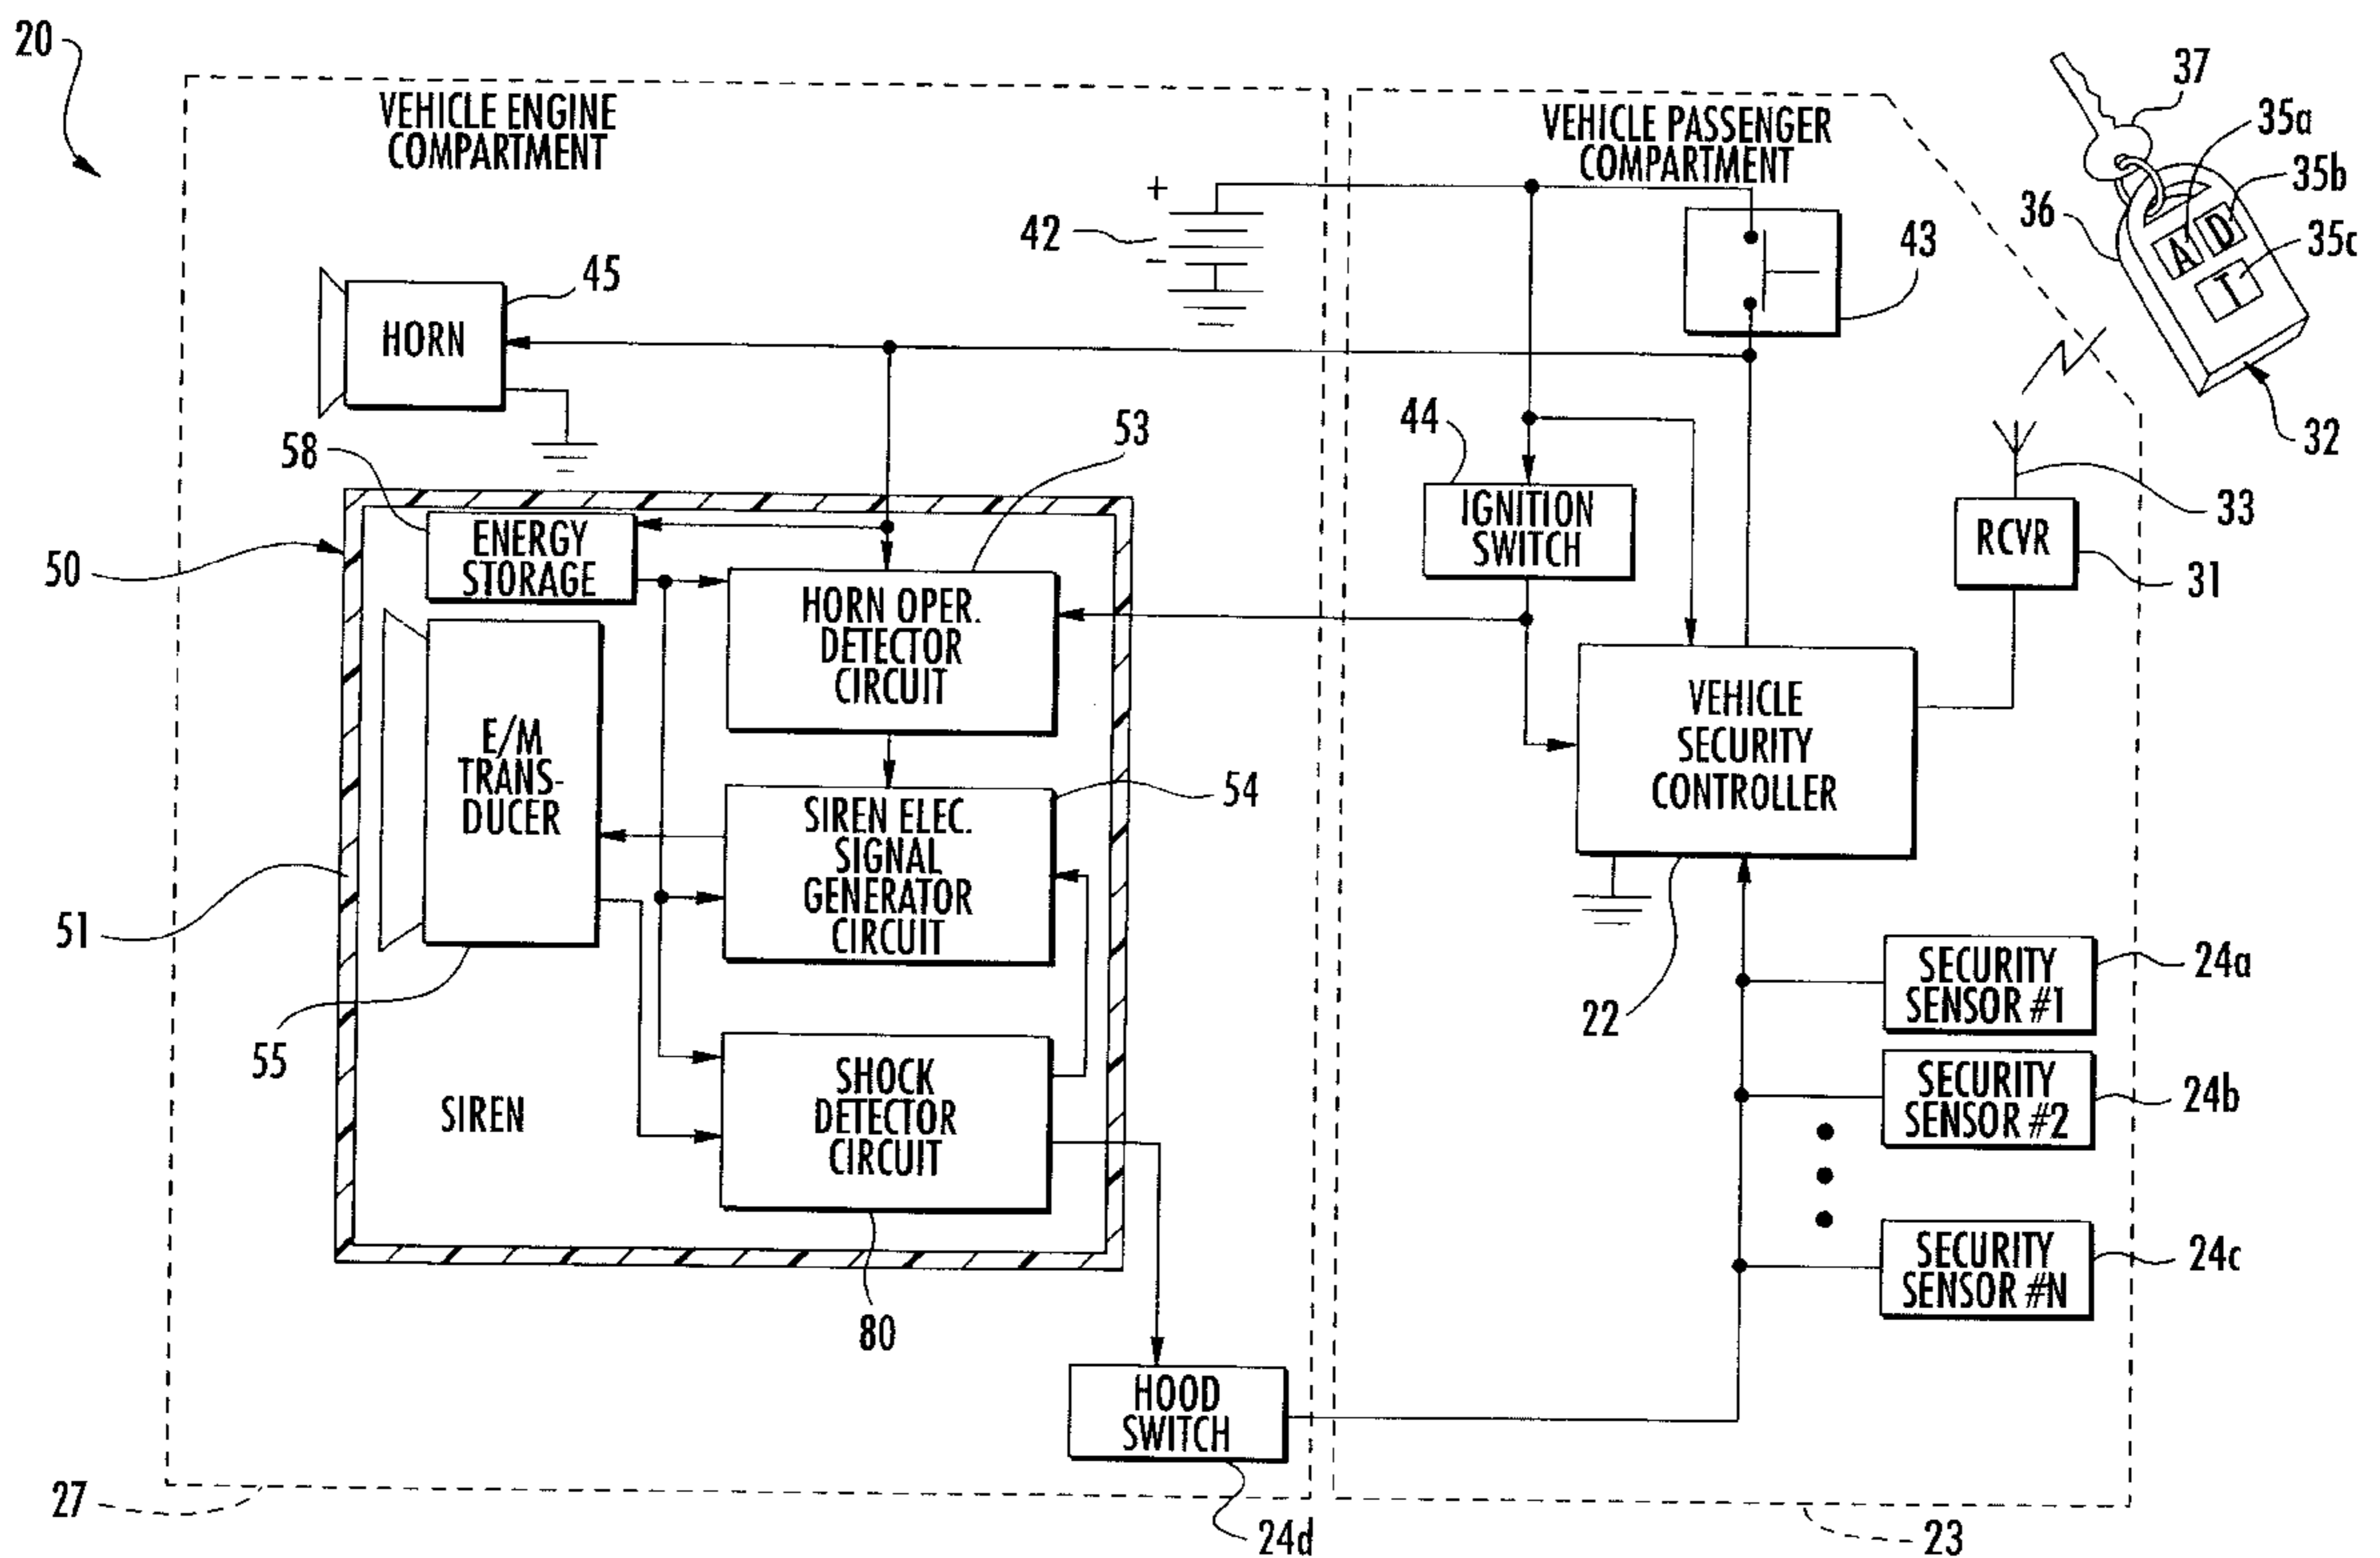 20
VEHICLE ENGINE
COMPARTMENT
VEHICLE PASSENGER
COMPARTMENT
37
35a
35b
36
35c
A D
T
+
42
-
-
43
45
HORN
32
44
53
58
IGNITION
SWITCH
33
RCVR
31
50
ENERGY
STORAGE
HORN OPER.
DETECTOR
CIRCUIT
VEHICLE
SECURITY
CONTROLLER
E/M
TRANS-
DUCER
54
SIREN ELEC.
SIGNAL
GENERATOR
CIRCUIT
51
55
22
SECURITY
SENSOR #1
24a
SHOCK
DETECTOR
CIRCUIT
SIREN
SECURITY
SENSOR #2
24b
80
SECURITY
SENSOR #N
24c
HOOD
SWITCH
27
24d
23